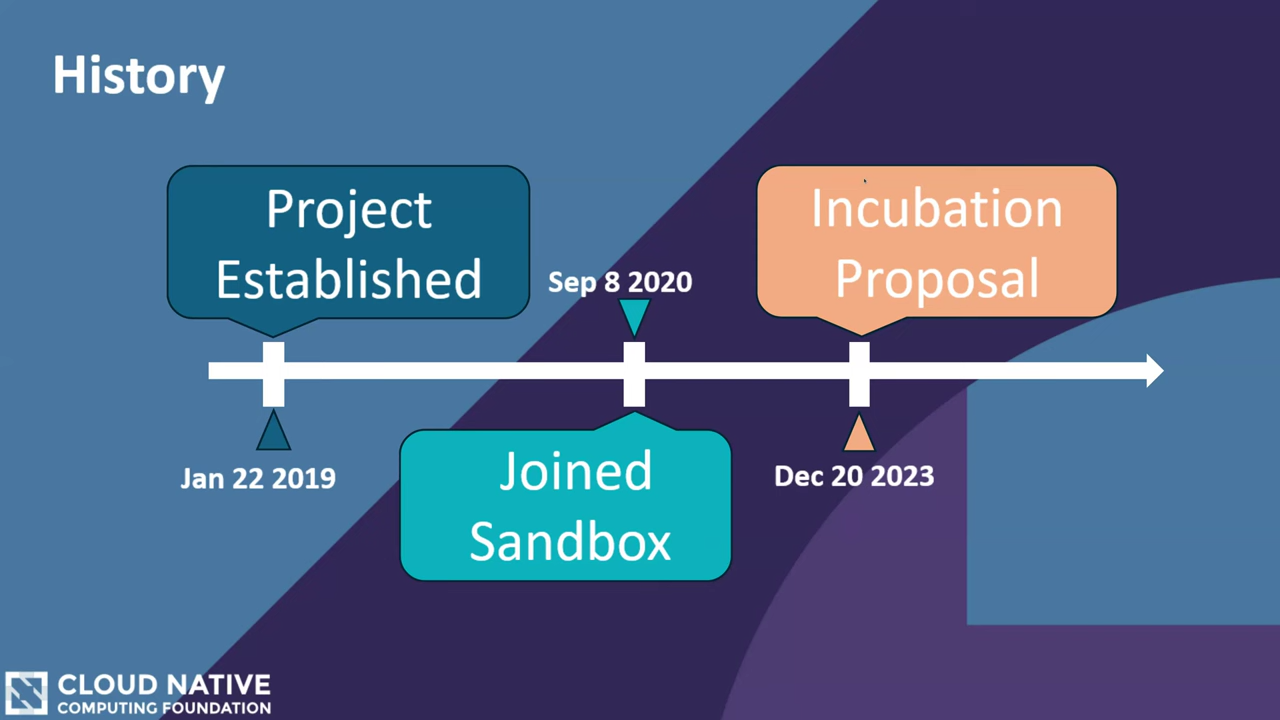 History
Project
Established
Jan 22 2019
Sep 8 2020
Joined
Sandbox
Incubation
Proposal
Dec 20 2023
CLOUD NATIVE
COMPUTING FOUNDATION